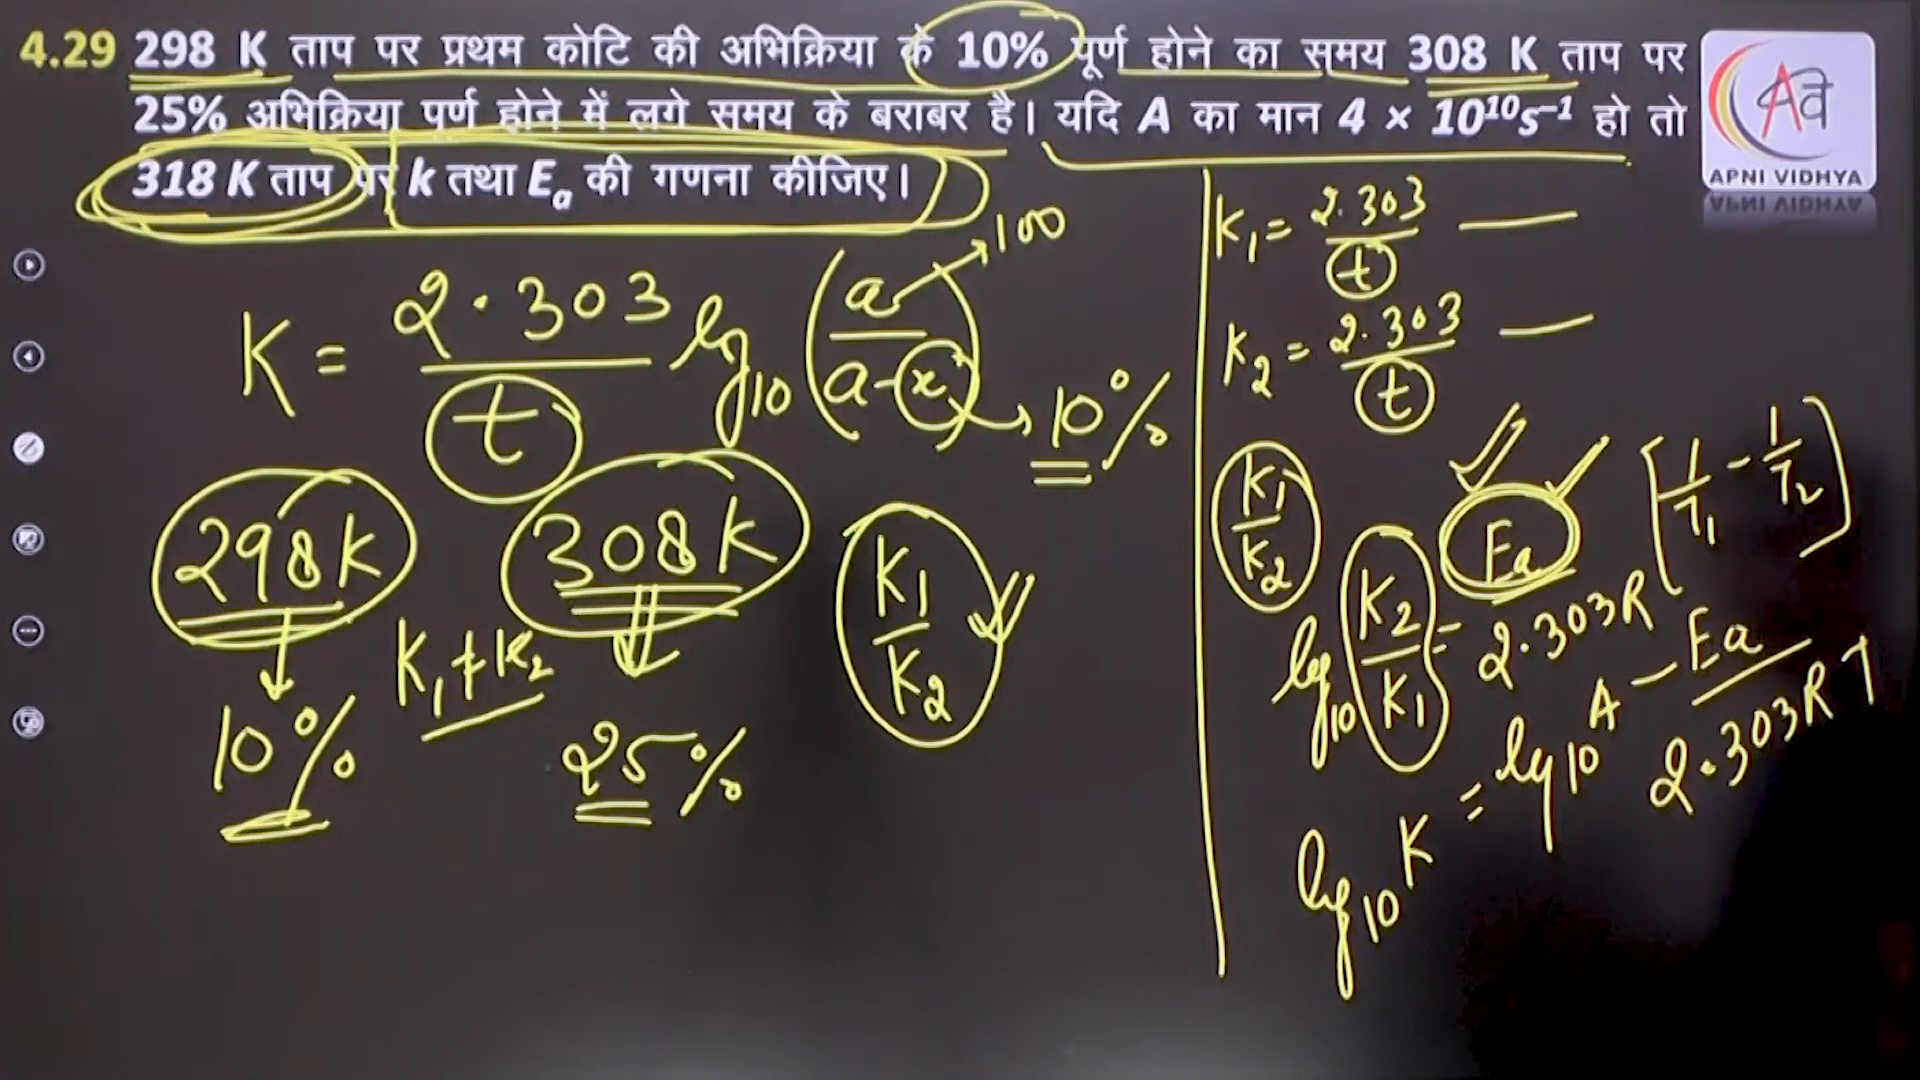 4.29 298 K ताप पर प्रथम कोटि की अभिक्रिया के 10% पूर्ण होने का समय 308 K ताप पर
25% अभिक्रिया पूर्ण होने में लगे समय के बराबर है। यदि A का मान 4 × 10¹⁰s⁻¹ हो तो
318 K ताप पर k तथा Eₐ की गणना कीजिए।
APNI VIDHYA
K = 2.303 / t log₁₀ (a / a-x)
100
10%
298K
308K
10%
K₁ ≠ K₂
25%
K₁ / K₂
K₁ = 2.303 / t —
K₂ = 2.303 / t —
K₁ / K₂
log₁₀ K₂ / K₁ = Ea / 2.303R [1/T₁ - 1/T₂]
log₁₀ K = log₁₀ A - Ea / 2.303RT